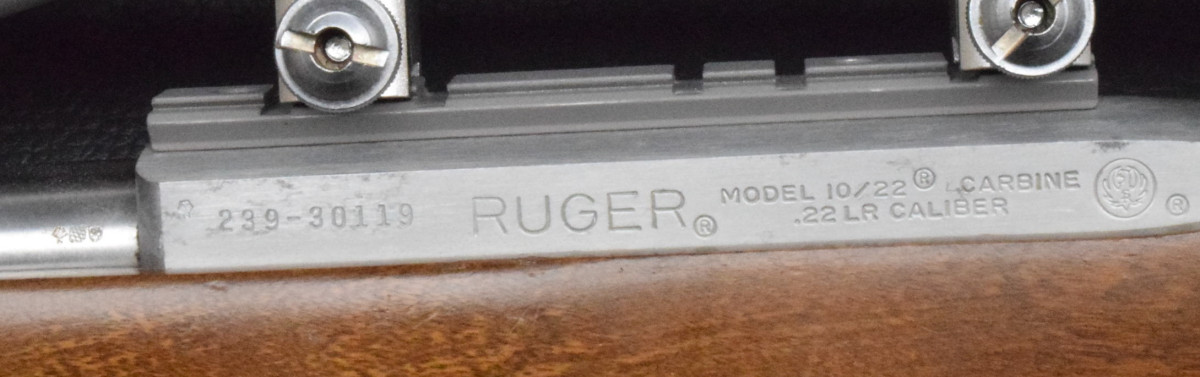 239-30119
RUGER®
MODEL 10/22® CARBINE
.22 LR CALIBER
®